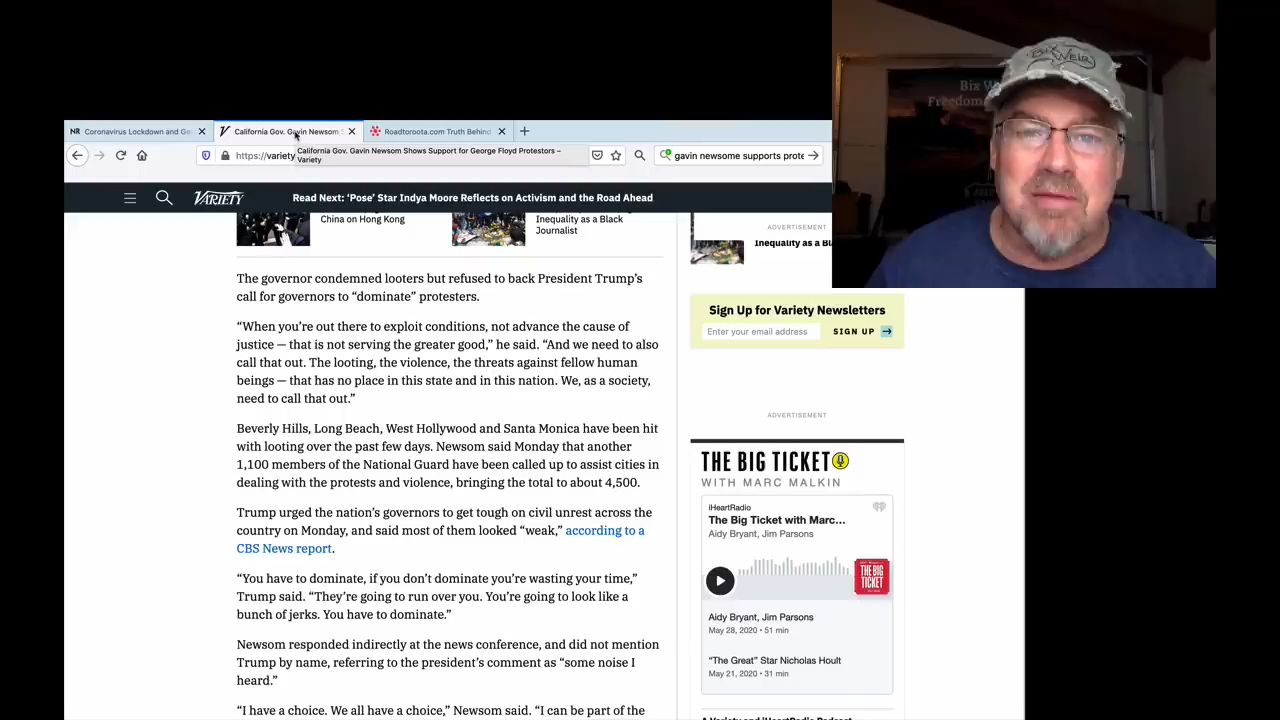 NR Coronavirus Lockdown and Ge
California Gov. Gavin Newsom S
Roadtoroota.com Truth Behind
https://variety
California Gov. Gavin Newsom Shows Support for George Floyd Protestors –
Variety
gavin newsome supports prote
VARIETY
Read Next: ‘Pose’ Star Indya Moore Reflects on Activism and the Road Ahead
China on Hong Kong
Inequality as a Black
Journalist
The governor condemned looters but refused to back President Trump’s
call for governors to “dominate” protesters.
“When you’re out there to exploit conditions, not advance the cause of
justice — that is not serving the greater good,” he said. “And we need to also
call that out. The looting, the violence, the threats against fellow human
beings — that has no place in this state and in this nation. We, as a society,
need to call that out.”
Beverly Hills, Long Beach, West Hollywood and Santa Monica have been hit
with looting over the past few days. Newsom said Monday that another
1,100 members of the National Guard have been called up to assist cities in
dealing with the protests and violence, bringing the total to about 4,500.
Trump urged the nation’s governors to get tough on civil unrest across the
country on Monday, and said most of them looked “weak,” according to a
CBS News report.
“You have to dominate, if you don’t dominate you’re wasting your time,”
Trump said. “They’re going to run over you. You’re going to look like a
bunch of jerks. You have to dominate.”
Newsom responded indirectly at the news conference, and did not mention
Trump by name, referring to the president’s comment as “some noise I
heard.”
“I have a choice. We all have a choice,” Newsom said. “I can be part of the
ADVERTISEMENT
Inequality as a Bl
Sign Up for Variety Newsletters
Enter your email address
SIGN UP
ADVERTISEMENT
THE BIG TICKET
WITH MARC MALKIN
iHeartRadio
The Big Ticket with Marc...
Aidy Bryant, Jim Parsons
THE BIG TICKET
Aidy Bryant, Jim Parsons
May 28, 2020 • 51 min
“The Great” Star Nicholas Hoult
May 21, 2020 • 31 min
A Variety and iHeartRadio Podcast
BIX WEIR
Bix W
Freedom